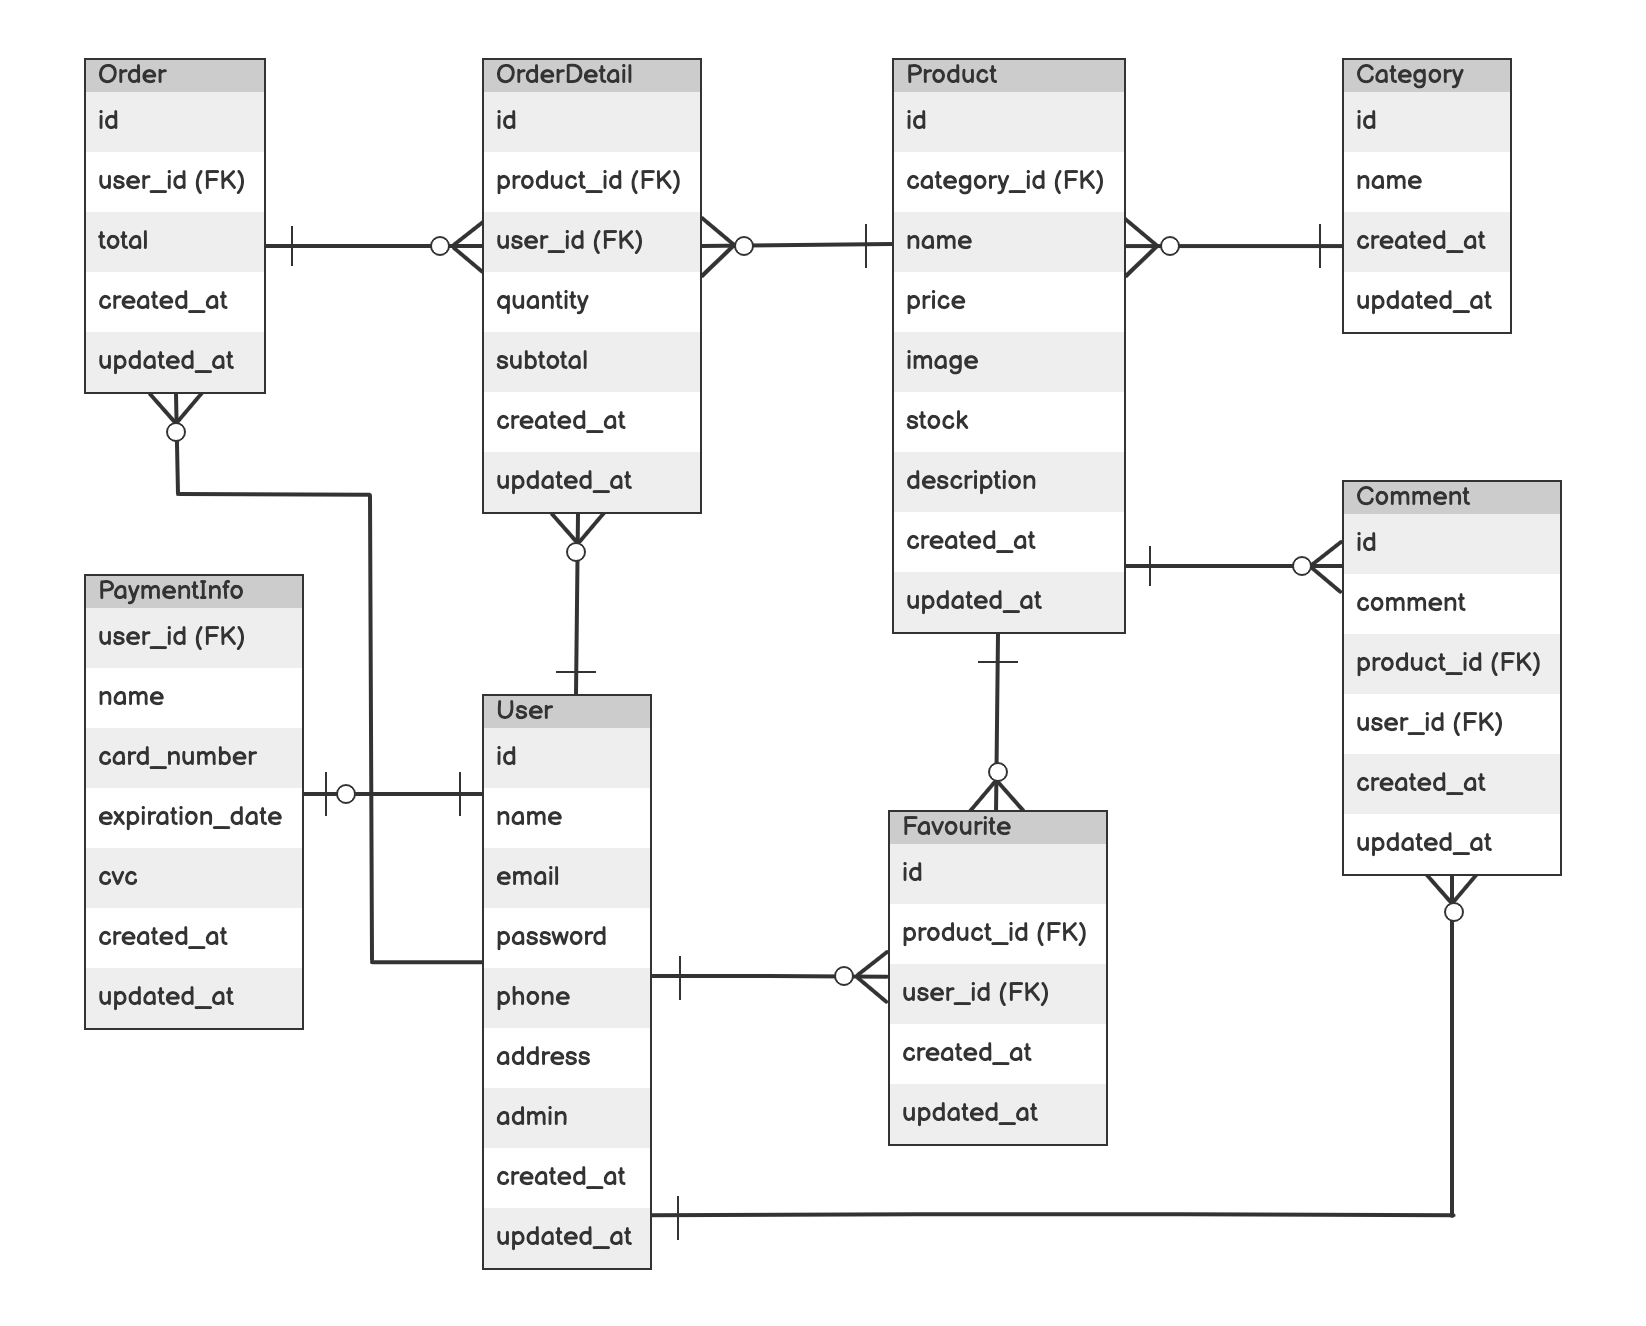 Order
id
user_id (FK)
total
created_at
updated_at
OrderDetail
id
product_id (FK)
user_id (FK)
quantity
subtotal
created_at
updated_at
Product
id
category_id (FK)
name
price
image
stock
description
created_at
updated_at
Category
id
name
created_at
updated_at
Comment
id
comment
product_id (FK)
user_id (FK)
created_at
updated_at
PaymentInfo
user_id (FK)
name
card_number
expiration_date
cvc
created_at
updated_at
User
id
name
email
password
phone
address
admin
created_at
updated_at
Favourite
id
product_id (FK)
user_id (FK)
created_at
updated_at